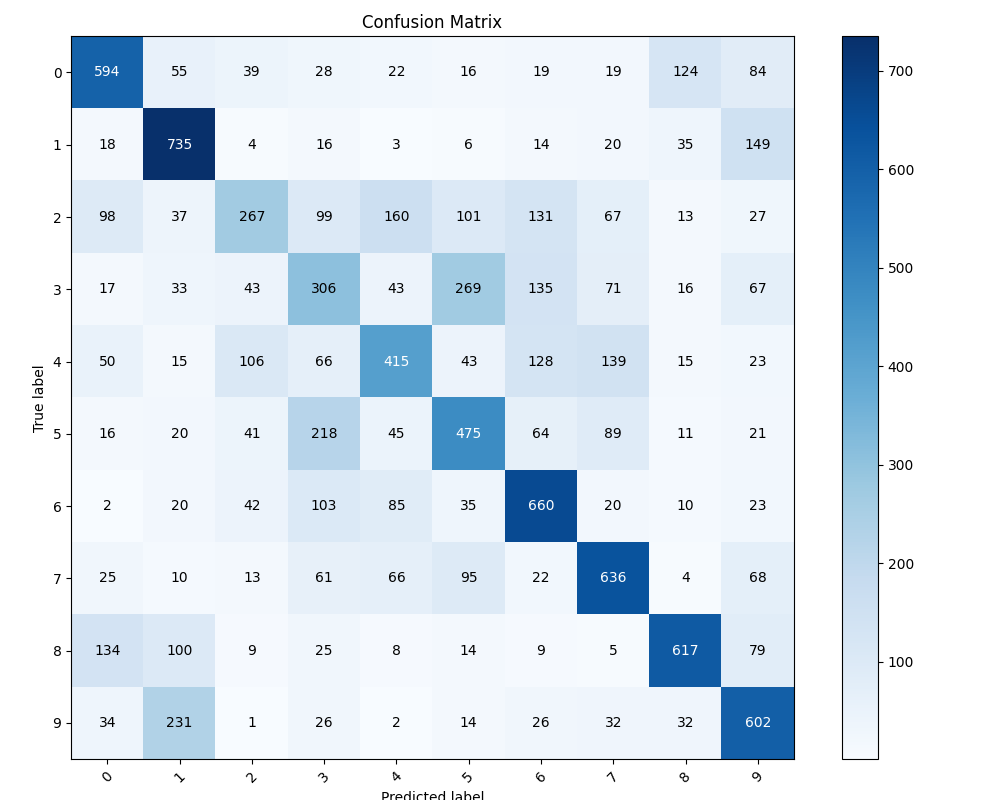 Confusion Matrix
0 594 55 39 28 22 16 19 19 124 84
1 18 735 4 16 3 6 14 20 35 149
2 98 37 267 99 160 101 131 67 13 27
3 17 33 43 306 43 269 135 71 16 67
4 50 15 106 66 415 43 128 139 15 23
5 16 20 41 218 45 475 64 89 11 21
6 2 20 42 103 85 35 660 20 10 23
7 25 10 13 61 66 95 22 636 4 68
8 134 100 9 25 8 14 9 5 617 79
9 34 231 1 26 2 14 26 32 32 602
0 1 2 3 4 5 6 7 8 9
True label
Predicted label
700
600
500
400
300
200
100